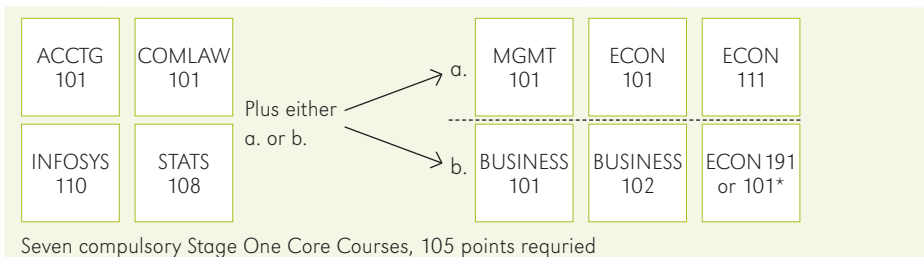 ACCTG
101
COMLAW
101
INFOSYS
110
STATS
108
Plus either
a. or b.
a.
MGMT
101
ECON
101
ECON
111
b.
BUSINESS
101
BUSINESS
102
ECON 191
or 101*
Seven compulsory Stage One Core Courses, 105 points requried